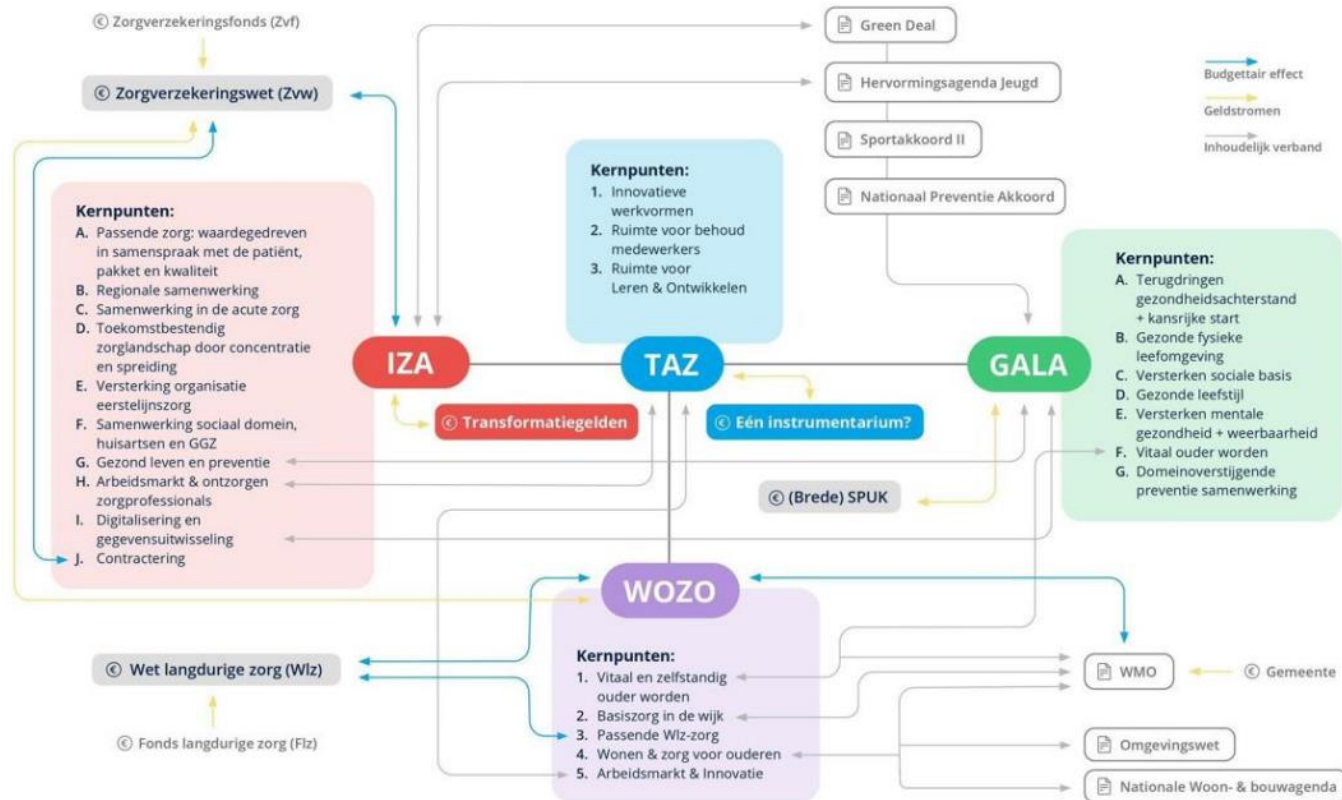 Zorgverzekeringsfonds (Zvf)
Zorgverzekeringswet (Zvw)
Green Deal
Hervormingsagenda Jeugd
Sportakkoord II
Nationaal Preventie Akkoord
Budgettair effect
Geldstromen
Inhoudelijk verband
Kernpunten:
A. Passende zorg: waardegedreven
in samenspraak met de patiënt,
pakket en kwaliteit
B. Regionale samenwerking
C. Samenwerking in de acute zorg
D. Toekomstbestendig
zorglandschap door concentratie
en spreiding
E. Versterking organisatie
eerstelijnszorg
F. Samenwerking sociaal domein,
huisartsen en GGZ
G. Gezond leven en preventie
H. Arbeidsmarkt & ontzorgen
zorgprofessionals
I. Digitalisering en
gegevensuitwisseling
J. Contractering
Kernpunten:
1. Innovatieve
werkvormen
2. Ruimte voor behoud
medewerkers
3. Ruimte voor
Leren & Ontwikkelen
Kernpunten:
A. Terugdringen
gezondheidsachterstand
+ kansrijke start
B. Gezonde fysieke
leefomgeving
C. Versterken sociale basis
D. Gezonde leefstijl
E. Versterken mentale
gezondheid + weerbaarheid
F. Vitaal ouder worden
G. Domeinoverstijgende
preventie samenwerking
IZA
TAZ
GALA
€ Transformatiegelden
€ Eén instrumentarium?
€ (Brede) SPUK
WOZO
Kernpunten:
1. Vitaal en zelfstandig
ouder worden
2. Basiszorg in de wijk
3. Passende Wlz-zorg
4. Wonen & zorg voor ouderen
5. Arbeidsmarkt & Innovatie
€ Wet langdurige zorg (Wlz)
€ Fonds langdurige zorg (Flz)
WMO
€ Gemeente
Omgevingswet
Nationale Woon- & bouwagenda